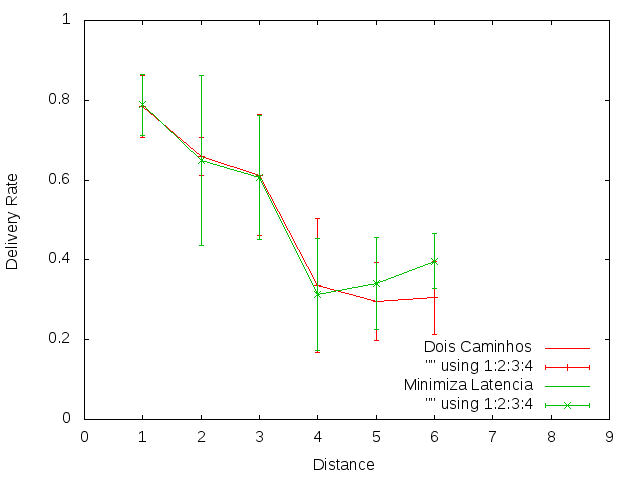 1
0.8
0.6
0.4
0.2
0
Delivery Rate
Dois Caminhos
"" using 1:2:3:4
Minimiza Latencia
"" using 1:2:3:4
0 1 2 3 4 5 6 7 8 9
Distance